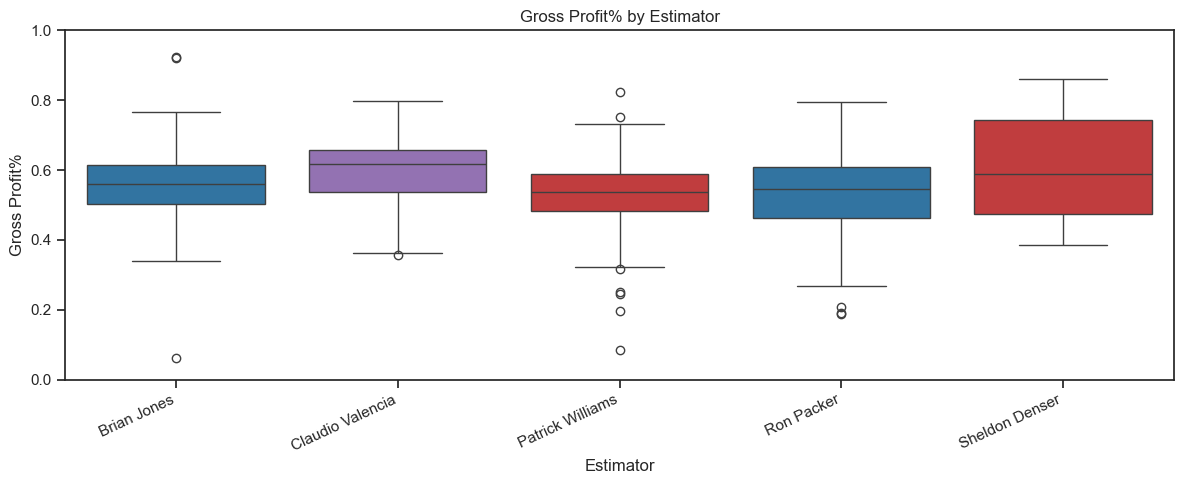 Gross Profit% by Estimator
Gross Profit%
1.0
0.8
0.6
0.4
0.2
0.0
Brian Jones
Claudio Valencia
Patrick Williams
Ron Packer
Sheldon Denser
Estimator